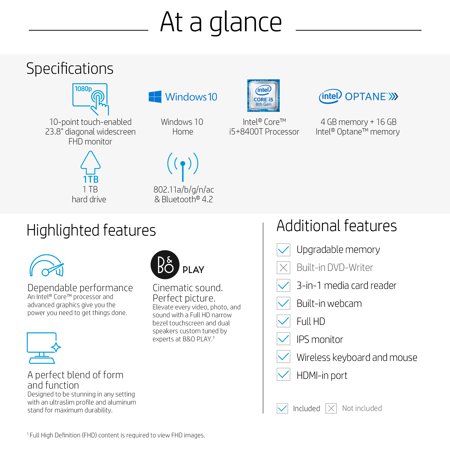 At a glance
Specifications
1080p
10-point touch-enabled
23.8" diagonal widescreen
FHD monitor
Windows 10
Windows 10
Home
intel
CORE i5
8th Gen
Intel® Core™
i5+8400T Processor
intel OPTANE
4 GB memory + 16 GB
Intel® Optane™ memory
1TB
1 TB
hard drive
802.11a/b/g/n/ac
& Bluetooth® 4.2
Highlighted features
Dependable performance
An Intel® Core™ processor and
advanced graphics give you the
power you need to get things done.
B&O PLAY
Cinematic sound.
Perfect picture.
Elevate every video, photo, and
sound with a Full HD narrow
bezel touchscreen and dual
speakers custom tuned by
experts at B&O PLAY.¹
A perfect blend of form
and function
Designed to be stunning in any setting
with an ultraslim profile and aluminum
stand for maximum durability.
Additional features
Upgradable memory
Built-in DVD-Writer
3-in-1 media card reader
Built-in webcam
Full HD
IPS monitor
Wireless keyboard and mouse
HDMI-in port
Included
Not included
¹ Full High Definition (FHD) content is required to view FHD images.